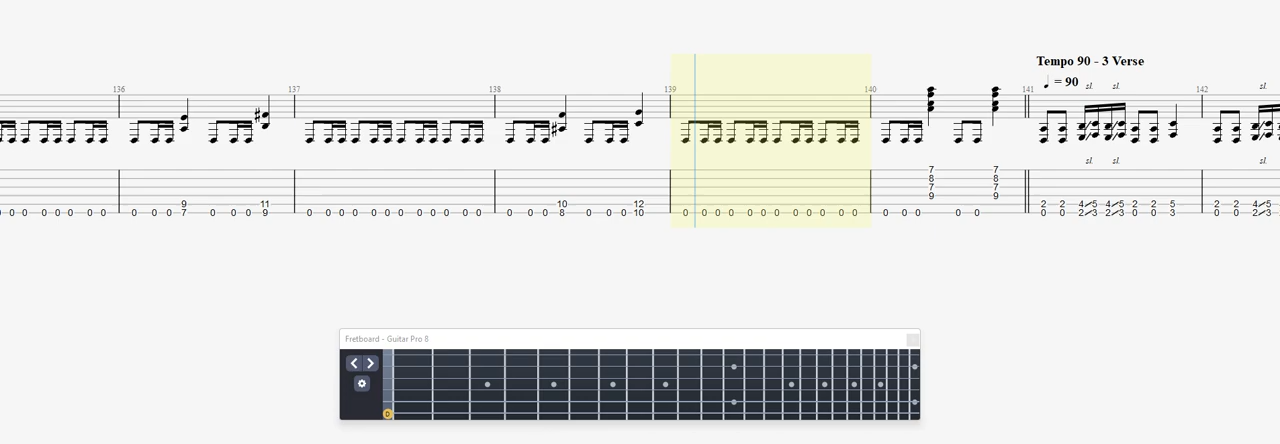 Tempo 90 - 3 Verse
= 90
sl. sl. sl.
136 137 138 139 140 141 142
sl. sl. sl.
7 7
8 8
7 7
9 9
9 11 10 12 2 2 4 5 4 5 2 2 5 2 2 4 5
0 0 0 0 0 0 0 0 0 7 0 0 0 9 0 0 0 0 0 0 0 0 0 0 0 0 0 0 8 0 0 0 10 0 0 0 0 0 0 0 0 0 0 0 0 0 0 0 0 0 0 2 3 2 3 0 0 3 0 0 2 3
Fretboard - Guitar Pro 8
D